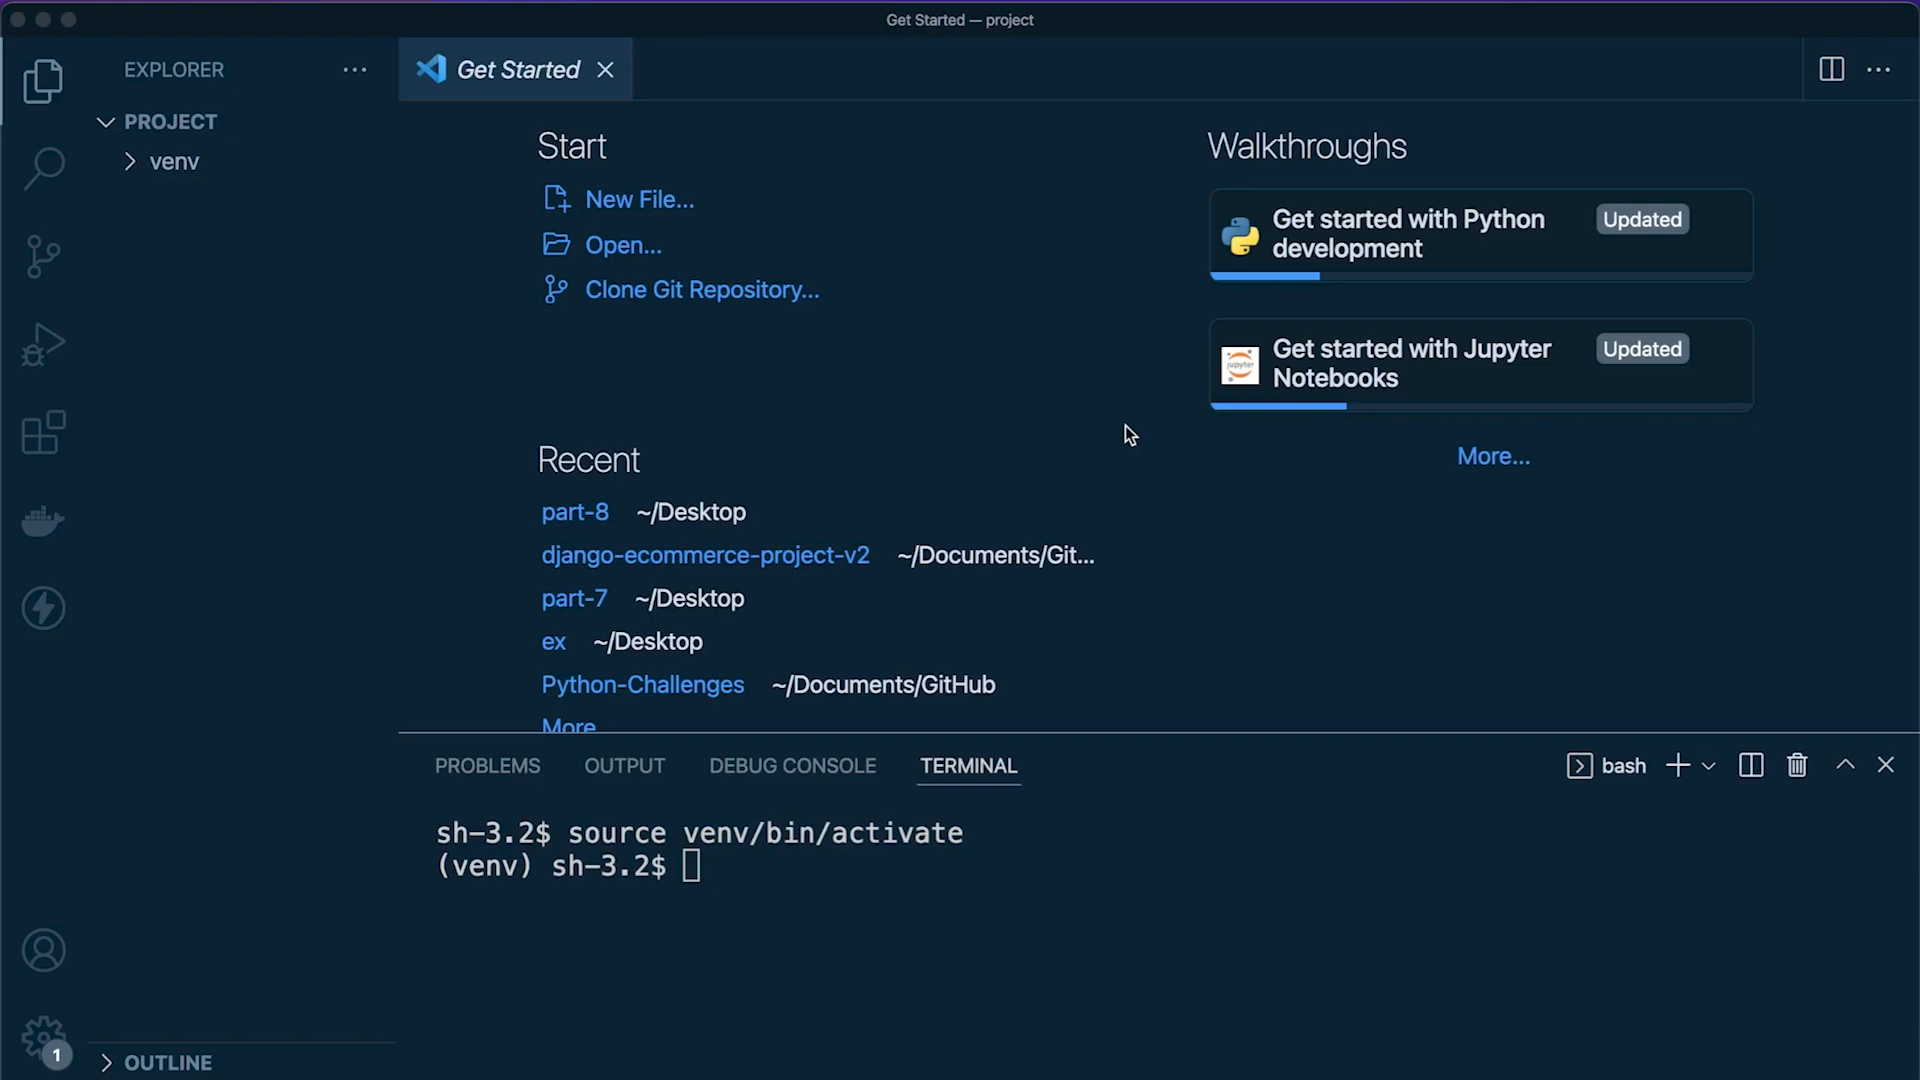 Get Started — project
EXPLORER
PROJECT
venv
OUTLINE
1
Get Started
Start
New File...
Open...
Clone Git Repository...
Recent
part-8 ~/Desktop
django-ecommerce-project-v2 ~/Documents/Git...
part-7 ~/Desktop
ex ~/Desktop
Python-Challenges ~/Documents/GitHub
More
Walkthroughs
Get started with Python
development
Updated
jupyter
Get started with Jupyter
Notebooks
Updated
More...
PROBLEMS OUTPUT DEBUG CONSOLE TERMINAL
bash
sh-3.2$ source venv/bin/activate
(venv) sh-3.2$